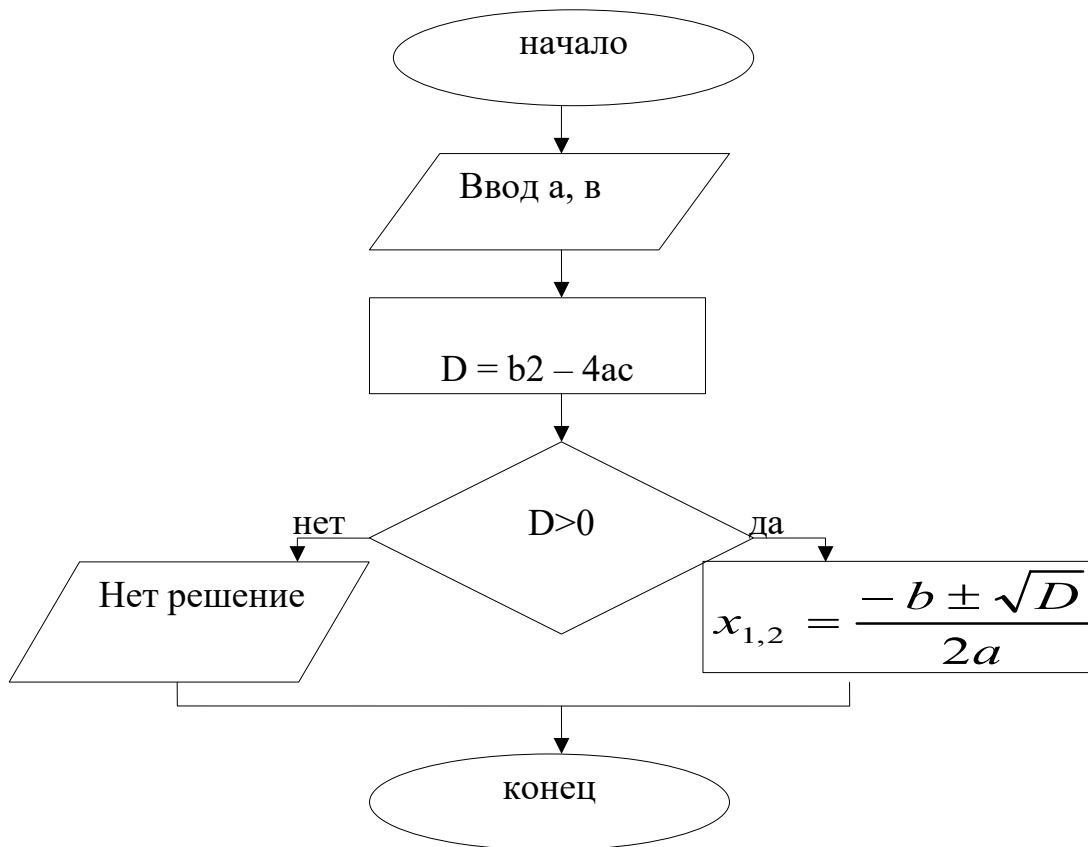 начало
Ввод а, в
D = b2 – 4ac
D>0
нет
да
Нет решение
x₁,₂ = (−b ± √D) / 2a
конец